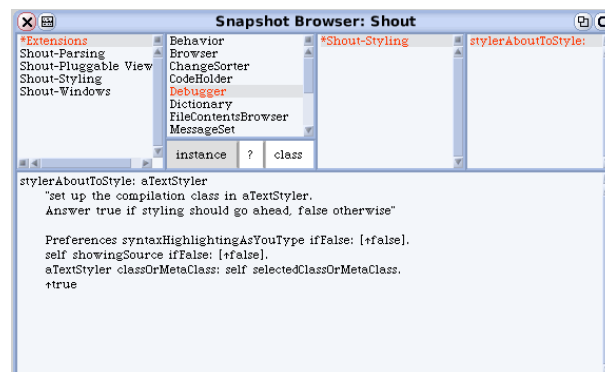 Snapshot Browser: Shout
*Extensions
Shout-Parsing
Shout-Pluggable View
Shout-Styling
Shout-Windows
Behavior
Browser
ChangeSorter
CodeHolder
Debugger
Dictionary
FileContentsBrowser
MessageSet
*Shout-Styling
stylerAboutToStyle:
instance
?
class
stylerAboutToStyle: aTextStyler
"set up the compilation class in aTextStyler.
Answer true if styling should go ahead, false otherwise"
Preferences syntaxHighlightingAsYouType ifFalse: [↑false].
self showingSource ifFalse: [↑false].
aTextStyler classOrMetaClass: self selectedClassOrMetaClass.
↑true